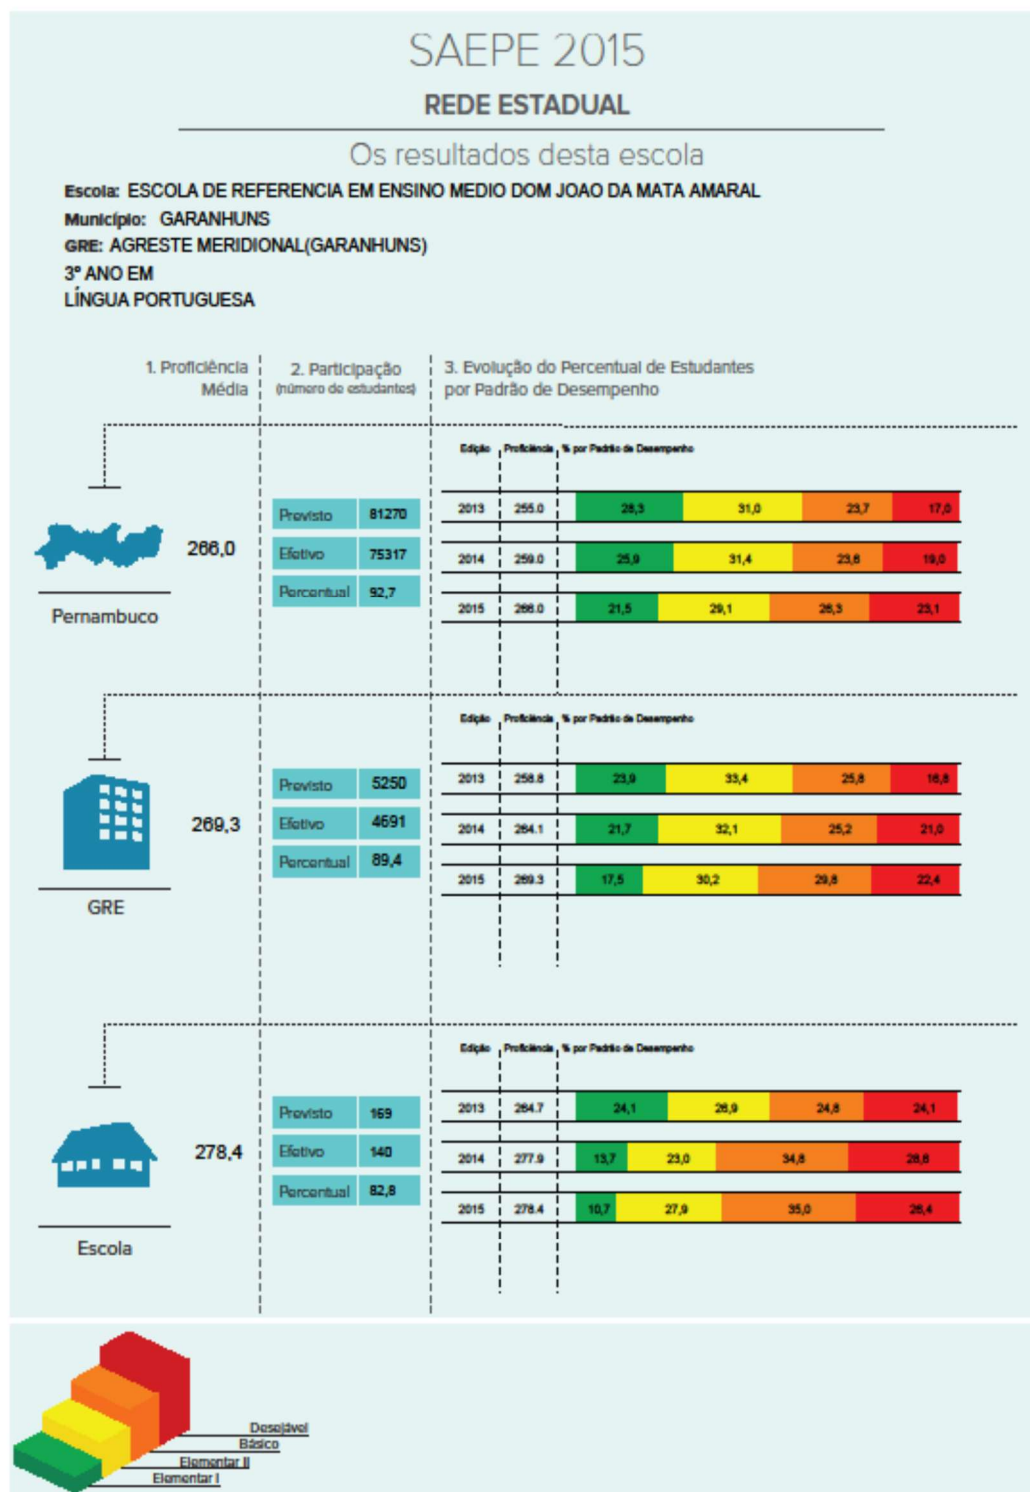 SAEPE 2015
REDE ESTADUAL
Os resultados desta escola
Escola: ESCOLA DE REFERENCIA EM ENSINO MEDIO DOM JOAO DA MATA AMARAL
Município: GARANHUNS
GRE: AGRESTE MERIDIONAL(GARANHUNS)
3º ANO EM
LÍNGUA PORTUGUESA
1. Proficiência Média
2. Participação
(número de estudantes)
3. Evolução do Percentual de Estudantes
por Padrão de Desempenho
Edição Proficiência % por Padrão de Desempenho
Previsto 81270
Efetivo 75317
Percentual 92,7
266,0
Pernambuco
2013 255.0 28,3 31,0 23,7 17,0
2014 259.0 25,9 31,4 23,6 19,0
2015 266.0 21,5 29,1 26,3 23,1
Edição Proficiência % por Padrão de Desempenho
Previsto 5250
Efetivo 4691
Percentual 89,4
269,3
GRE
2013 258.8 23,9 33,4 25,8 16,8
2014 264.1 21,7 32,1 25,2 21,0
2015 269.3 17,5 30,2 29,8 22,4
Edição Proficiência % por Padrão de Desempenho
Previsto 169
Efetivo 140
Percentual 82,8
278,4
Escola
2013 264.7 24,1 26,9 24,8 24,1
2014 277.9 13,7 23,0 34,8 28,6
2015 278.4 10,7 27,9 35,0 26,4
Desejável
Básico
Elementar II
Elementar I